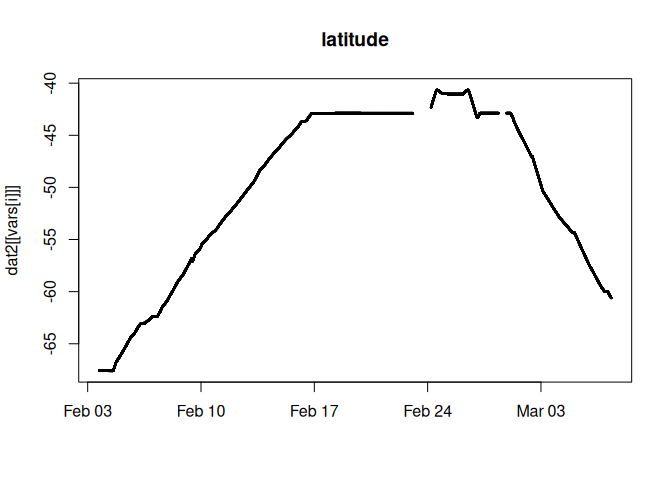 latitude
dat2[[vars[i]]]
-40
-45
-50
-55
-60
-65
Feb 03
Feb 10
Feb 17
Feb 24
Mar 03